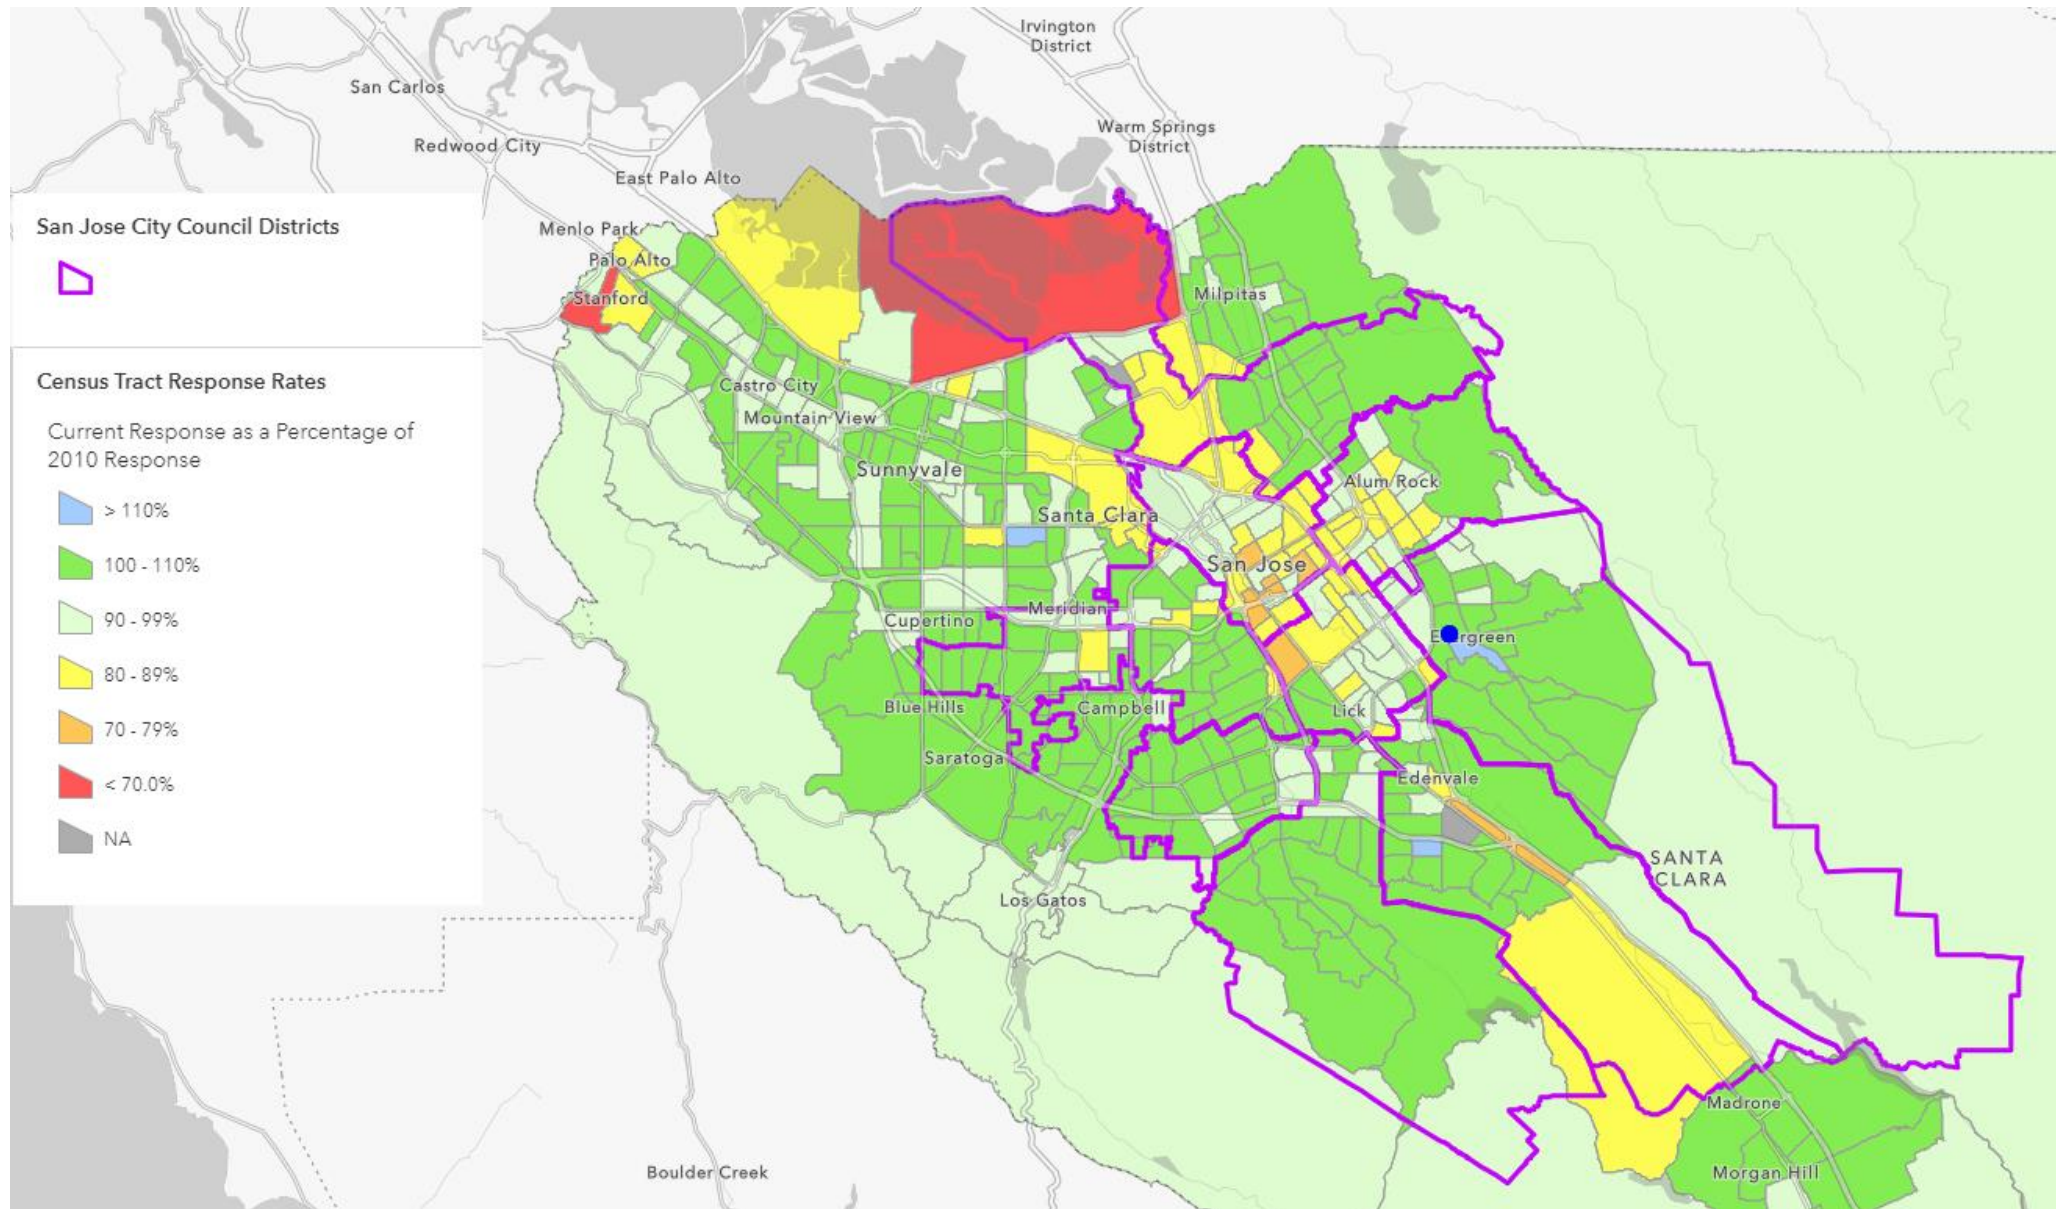 Irvington
District
San Carlos
Warm Springs
District
Redwood City
East Palo Alto
San Jose City Council Districts
Menlo Park
Palo Alto
Stanford
Milpitas
Census Tract Response Rates
Current Response as a Percentage of
2010 Response
> 110%
100 - 110%
90 - 99%
80 - 89%
70 - 79%
< 70.0%
NA
Castro City
Mountain View
Sunnyvale
Alum Rock
Santa Clara
San Jose
Meridian
Cupertino
Blue Hills
Campbell
Lick
Saratoga
Edenvale
SANTA
CLARA
Los Gatos
Madrone
Boulder Creek
Morgan Hill